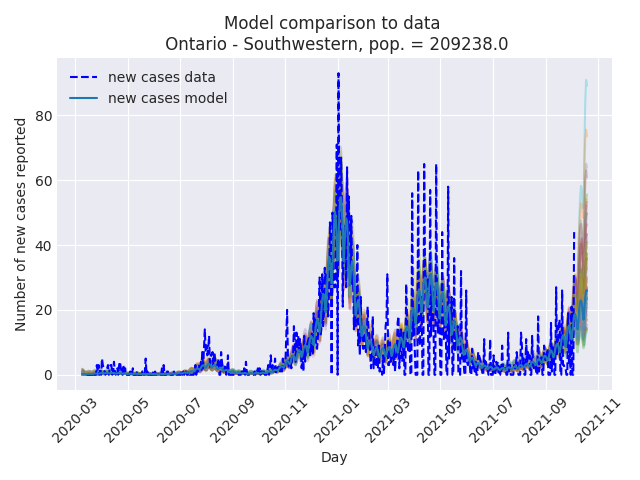 Model comparison to data
Ontario - Southwestern, pop. = 209238.0
new cases data
new cases model
Number of new cases reported
80
60
40
20
0
2020-03
2020-05
2020-07
2020-09
2020-11
2021-01
2021-03
2021-05
2021-07
2021-09
2021-11
Day